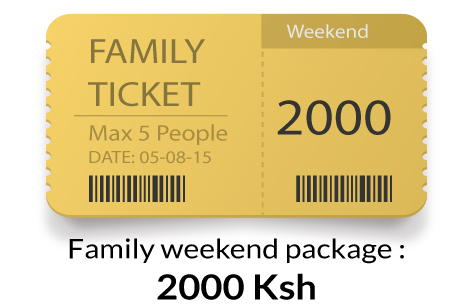 FAMILY
TICKET
Max 5 People
DATE: 05-08-15
Weekend
2000
Family weekend package :
2000 Ksh